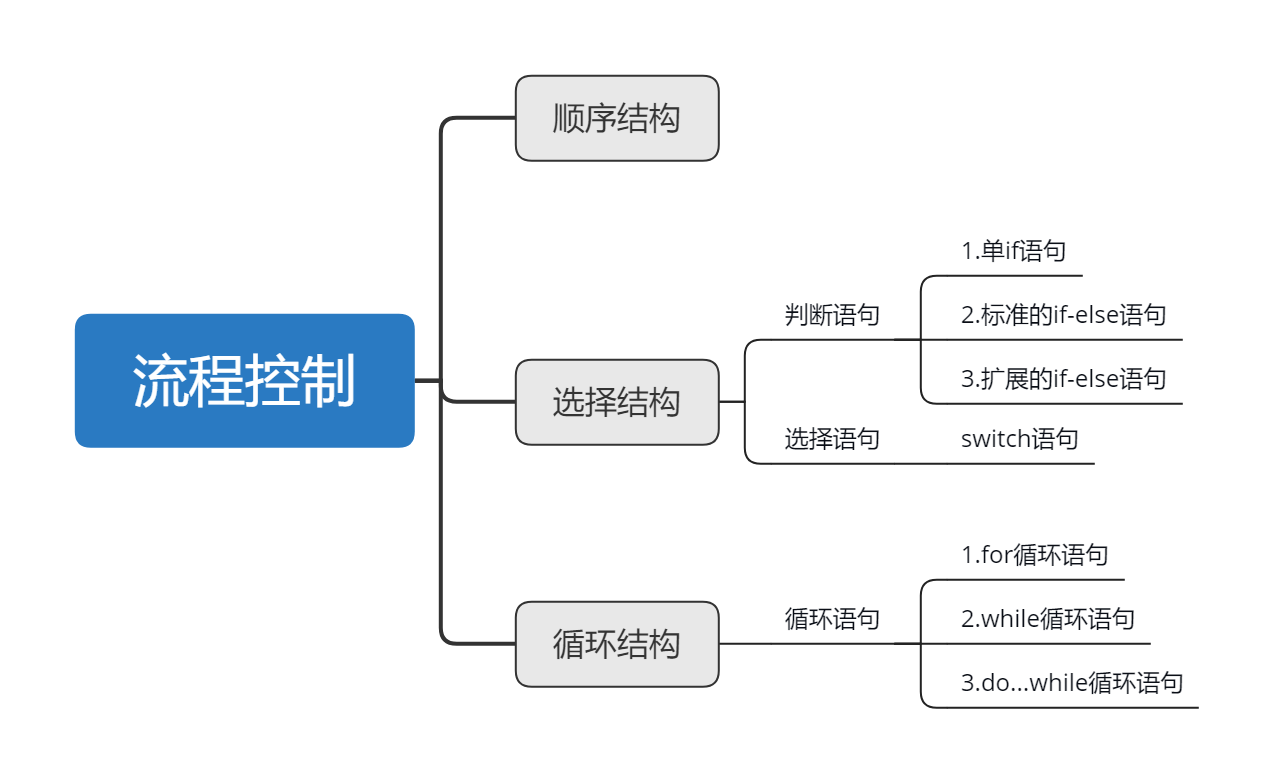 流程控制
顺序结构
选择结构
判断语句
1.单if语句
2.标准的if-else语句
3.扩展的if-else语句
选择语句
switch语句
循环结构
循环语句
1.for循环语句
2.while循环语句
3.do...while循环语句